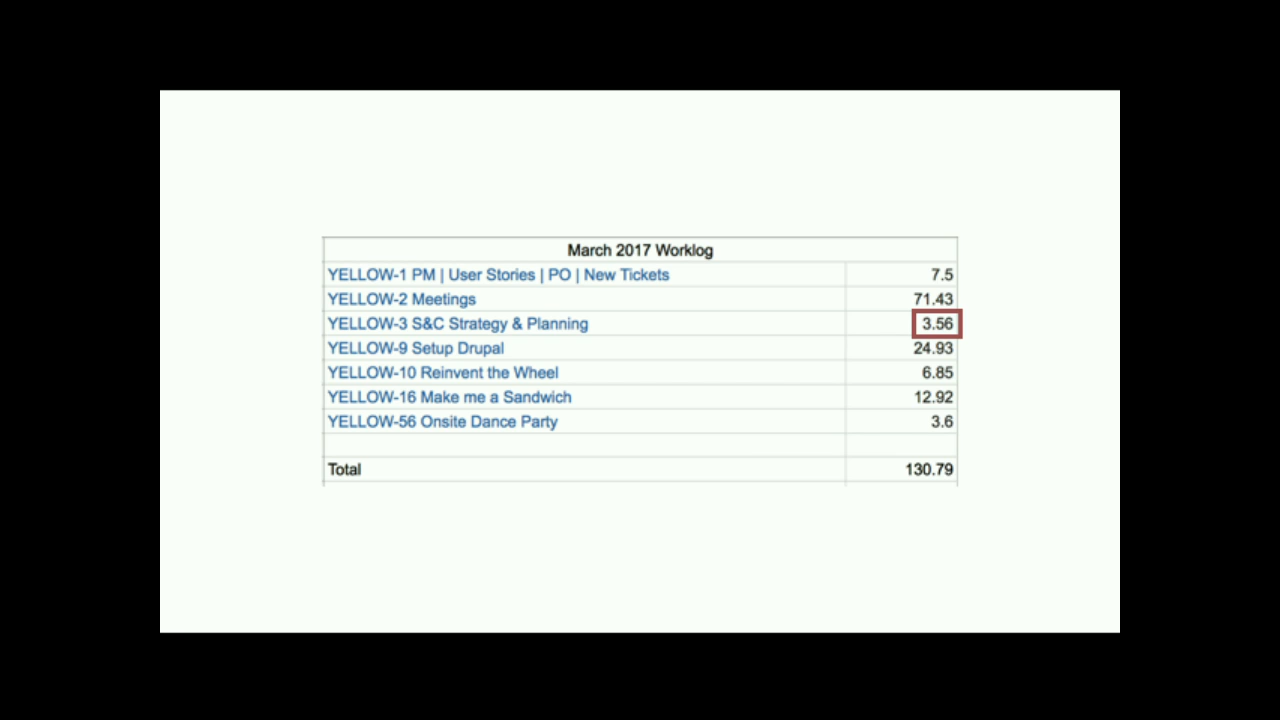 March 2017 Worklog
YELLOW-1 PM | User Stories | PO | New Tickets 7.5
YELLOW-2 Meetings 71.43
YELLOW-3 S&C Strategy & Planning 3.56
YELLOW-9 Setup Drupal 24.93
YELLOW-10 Reinvent the Wheel 6.85
YELLOW-16 Make me a Sandwich 12.92
YELLOW-56 Onsite Dance Party 3.6
Total 130.79